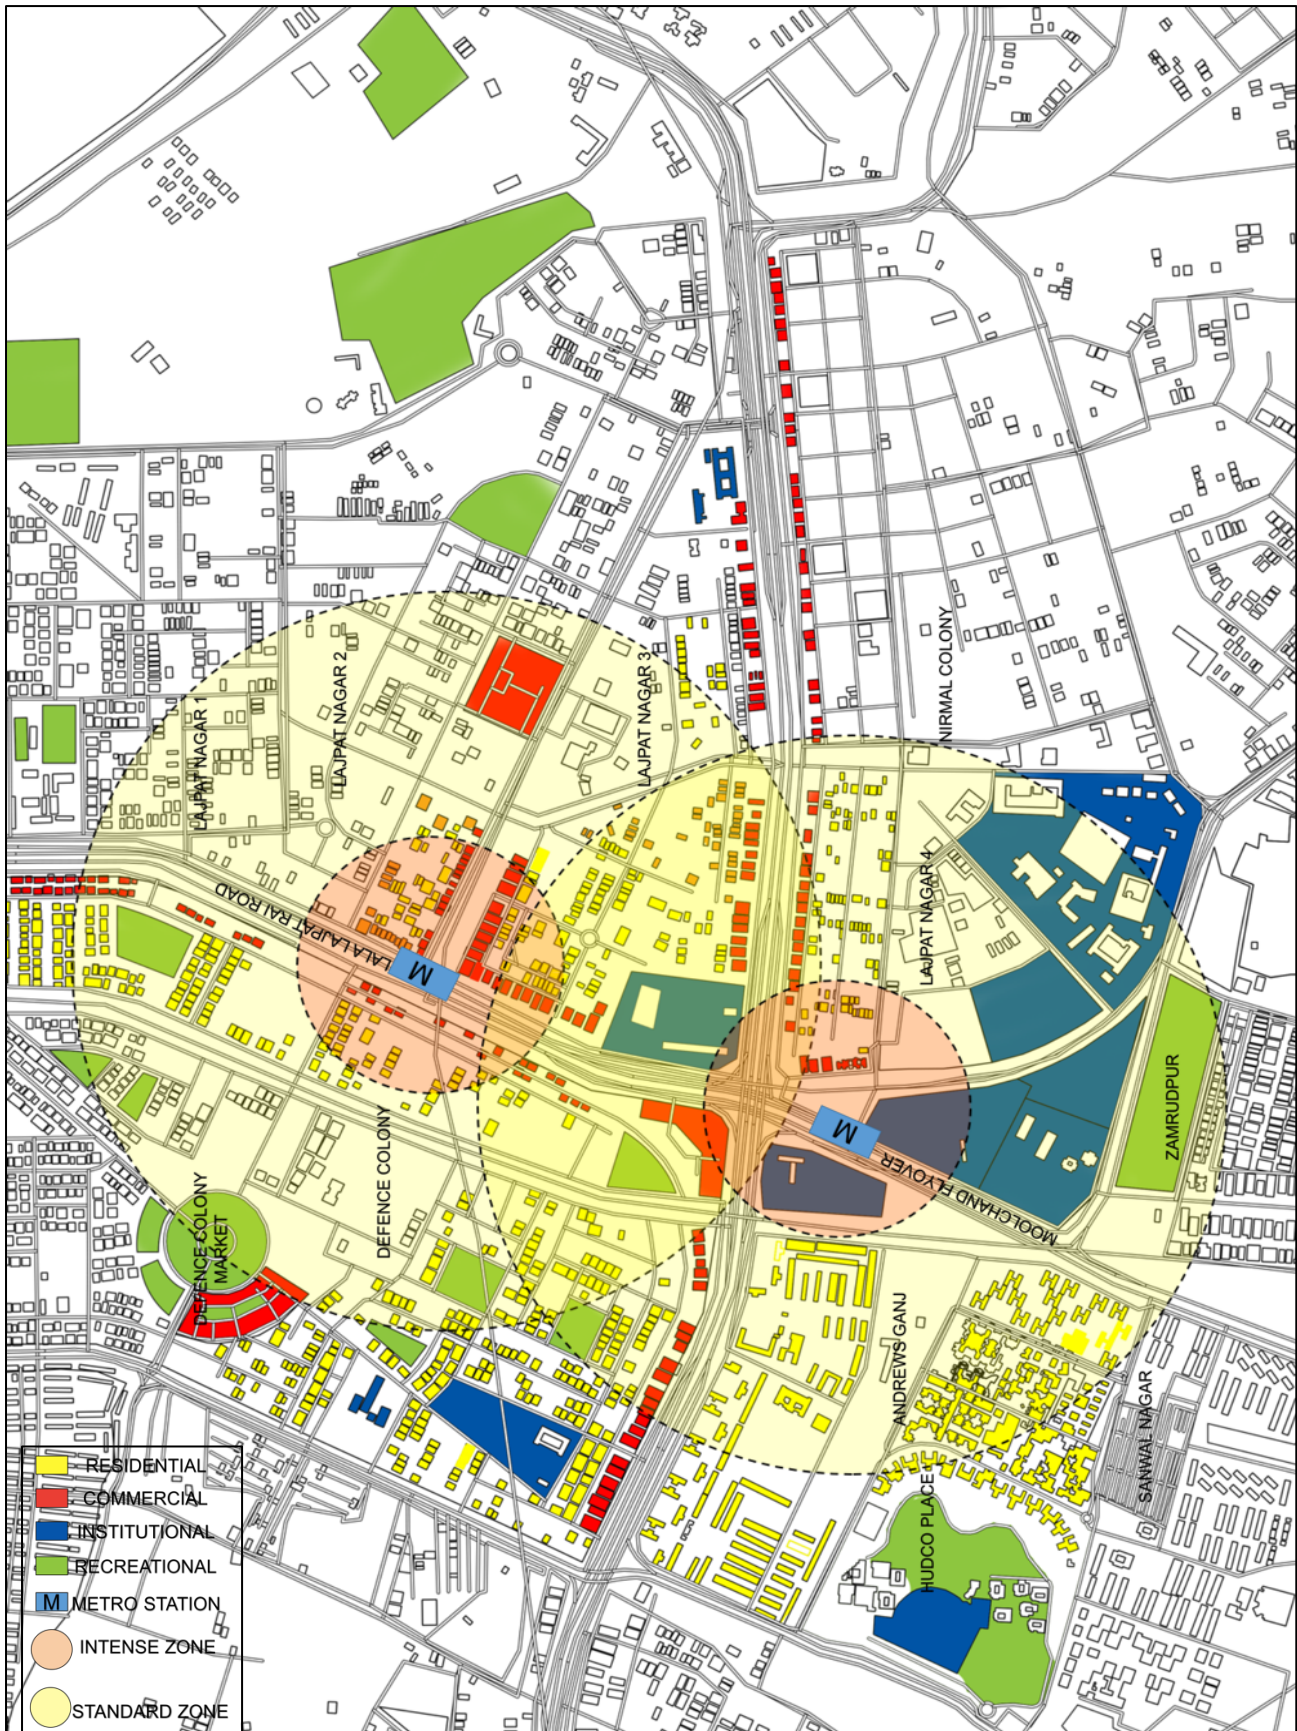 NIRMAL COLONY
LAJPAT NAGAR 1
LAJPAT NAGAR 2
LAJPAT NAGAR 3
LAJPAT NAGAR 4
LALA LAJPAT RAI ROAD
M
M
MOOLCHAND FLYOVER
ZAMRUDPUR
DEFENCE COLONY
DEFENCE COLONY
MARKET
ANDREWS GANJ
SANWAL NAGAR
HUDCO PLACE
RESIDENTIAL
COMMERCIAL
INSTITUTIONAL
RECREATIONAL
M METRO STATION
INTENSE ZONE
STANDARD ZONE